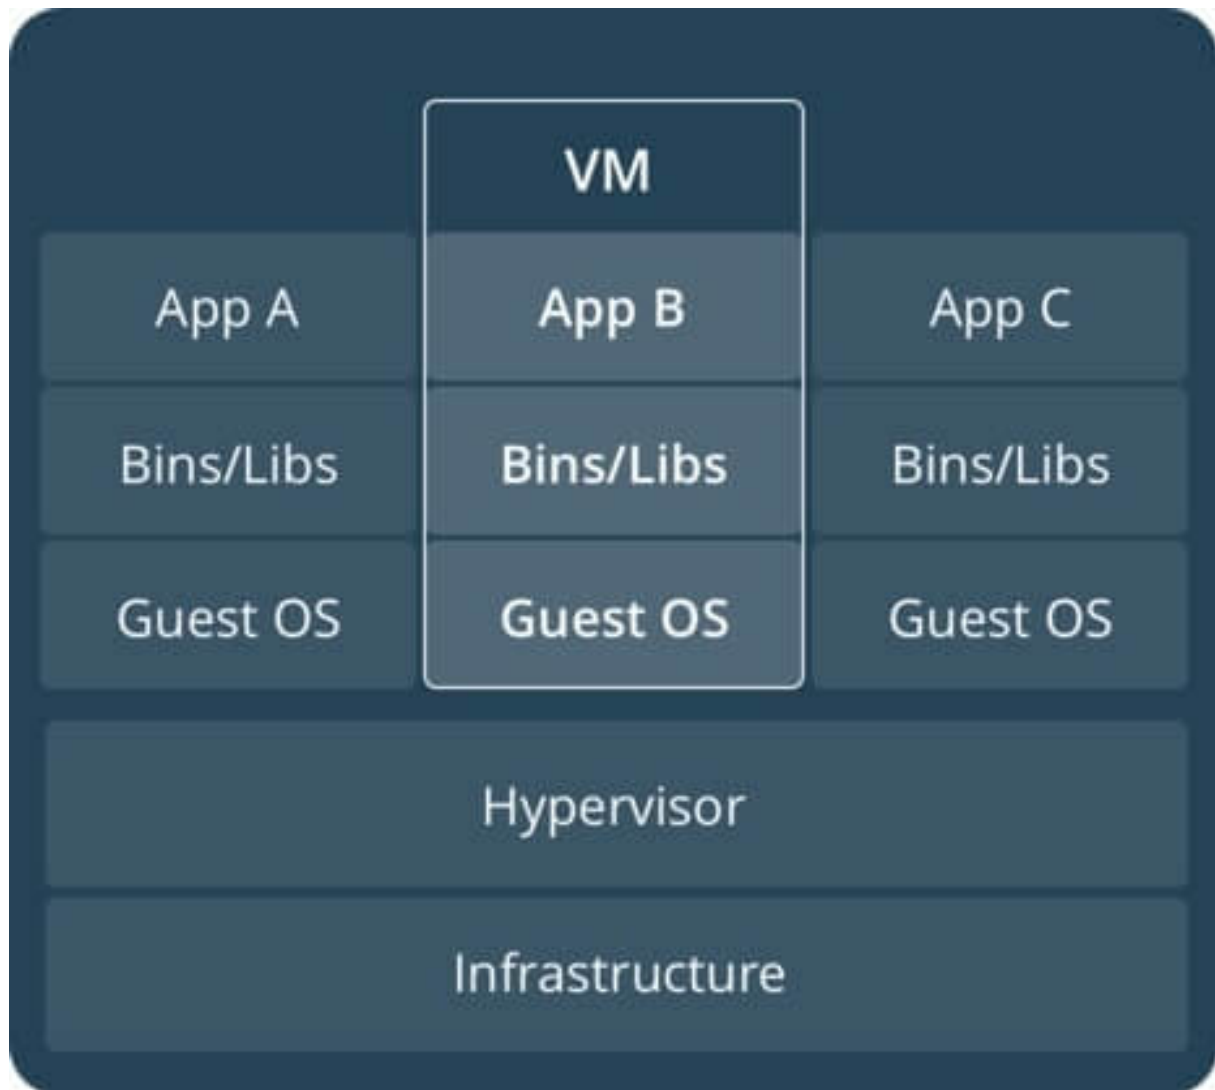 VM
App A
App B
App C
Bins/Libs
Bins/Libs
Bins/Libs
Guest OS
Guest OS
Guest OS
Hypervisor
Infrastructure